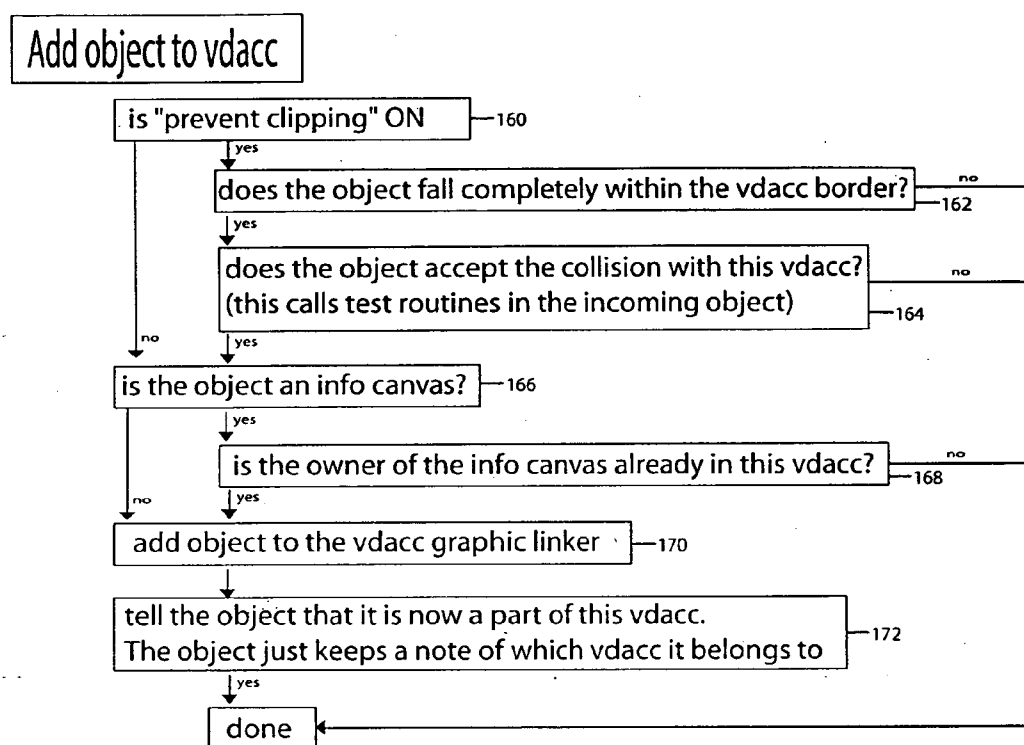 Add object to vdacc
is "prevent clipping" ON
160
yes
does the object fall completely within the vdacc border?
no
162
yes
does the object accept the collision with this vdacc?
(this calls test routines in the incoming object)
no
164
no
yes
is the object an info canvas?
166
yes
is the owner of the info canvas already in this vdacc?
no
168
no
yes
add object to the vdacc graphic linker
170
tell the object that it is now a part of this vdacc.
The object just keeps a note of which vdacc it belongs to
172
yes
done